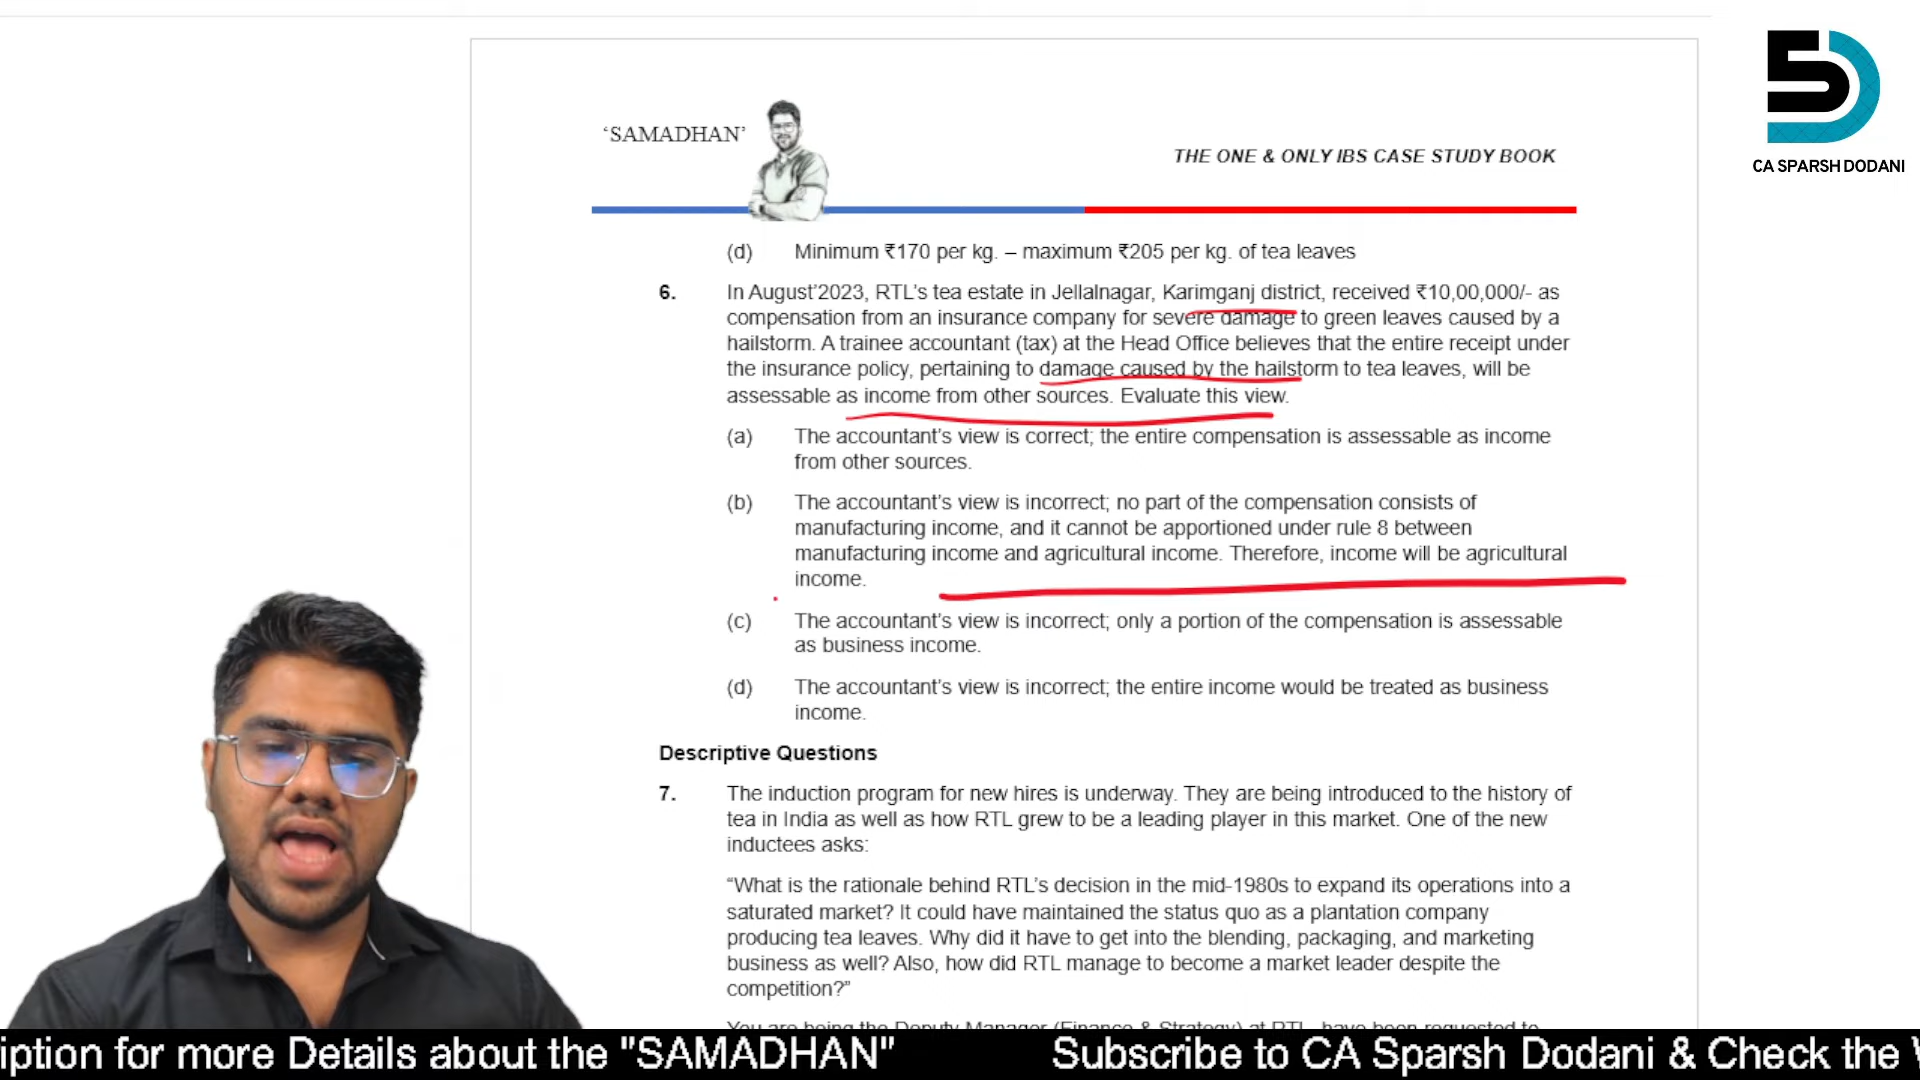 CA SPARSH DODANI
‘SAMADHAN’
THE ONE & ONLY IBS CASE STUDY BOOK
(d) Minimum ₹170 per kg. – maximum ₹205 per kg. of tea leaves
6. In August’2023, RTL’s tea estate in Jellalnagar, Karimganj district, received ₹10,00,000/- as
compensation from an insurance company for severe damage to green leaves caused by a
hailstorm. A trainee accountant (tax) at the Head Office believes that the entire receipt under
the insurance policy, pertaining to damage caused by the hailstorm to tea leaves, will be
assessable as income from other sources. Evaluate this view.
(a) The accountant’s view is correct; the entire compensation is assessable as income
from other sources.
(b) The accountant’s view is incorrect; no part of the compensation consists of
manufacturing income, and it cannot be apportioned under rule 8 between
manufacturing income and agricultural income. Therefore, income will be agricultural
income.
(c) The accountant’s view is incorrect; only a portion of the compensation is assessable
as business income.
(d) The accountant’s view is incorrect; the entire income would be treated as business
income.
Descriptive Questions
7. The induction program for new hires is underway. They are being introduced to the history of
tea in India as well as how RTL grew to be a leading player in this market. One of the new
inductees asks:
“What is the rationale behind RTL’s decision in the mid-1980s to expand its operations into a
saturated market? It could have maintained the status quo as a plantation company
producing tea leaves. Why did it have to get into the blending, packaging, and marketing
business as well? Also, how did RTL manage to become a market leader despite the
competition?”
You are being the Deputy Manager (Finance & Strategy) at RTL, have been requested to
iption for more Details about the "SAMADHAN" Subscribe to CA Sparsh Dodani & Check the